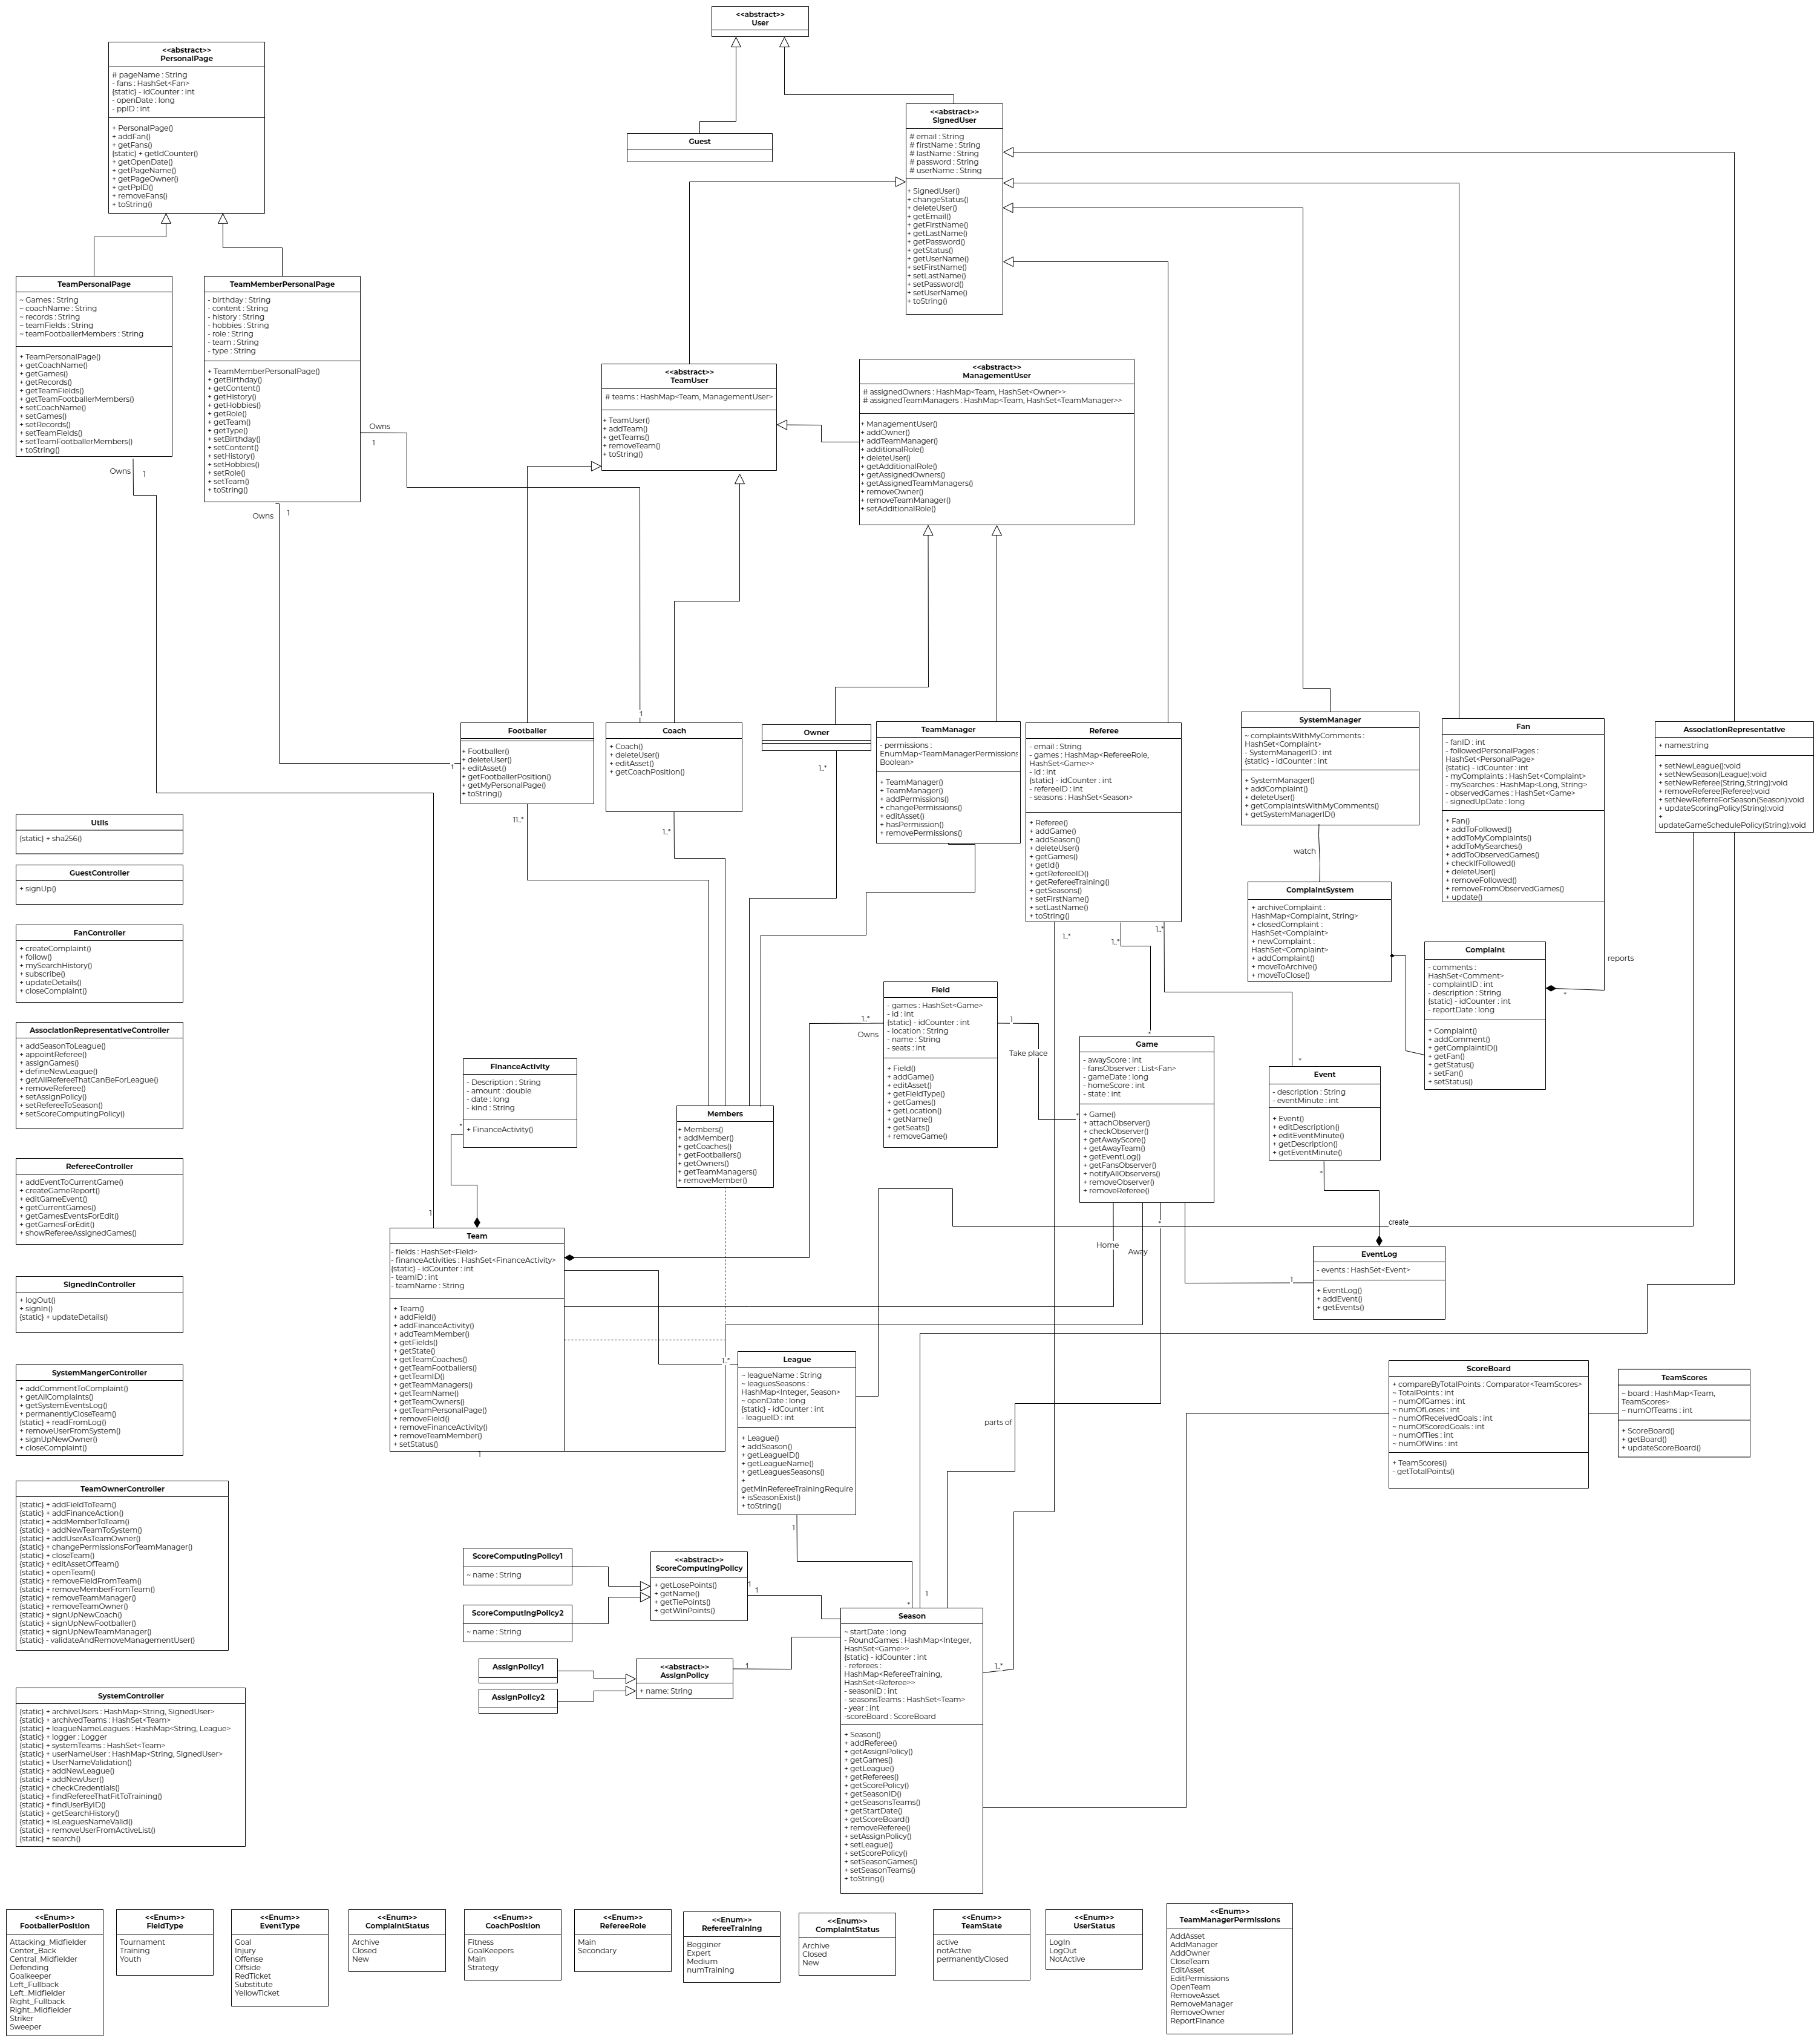 <<abstract>>
User
<<abstract>>
PersonalPage
# pageName : String
- fans : HashSet<Fan>
{static} - idCounter : int
- openDate : long
- ppID : int
+ PersonalPage()
+ addFan()
+ getFans()
{static} + getIdCounter()
+ getOpenDate()
+ getPageName()
+ getPageOwner()
+ getPpID()
+ removeFans()
+ toString()
Guest
<<abstract>>
SignedUser
# email : String
# firstName : String
# lastName : String
# password : String
# userName : String
+ SignedUser()
+ changeStatus()
+ deleteUser()
+ getEmail()
+ getFirstName()
+ getLastName()
+ getPassword()
+ getStatus()
+ getUserName()
+ setFirstName()
+ setLastName()
+ setPassword()
+ setUserName()
+ toString()
TeamPersonalPage
~ Games : String
~ coachName : String
~ records : String
~ teamFields : String
~ teamFootballerMembers : String
+ TeamPersonalPage()
+ getCoachName()
+ getGames()
+ getRecords()
+ getTeamFields()
+ getTeamFootballerMembers()
+ setCoachName()
+ setGames()
+ setRecords()
+ setTeamFields()
+ setTeamFootballerMembers()
+ toString()
Owns
1
TeamMemberPersonalPage
- birthday : String
- content : String
- history : String
- hobbies : String
- role : String
- team : String
- type : String
+ TeamMemberPersonalPage()
+ getBirthday()
+ getContent()
+ getHistory()
+ getHobbies()
+ getRole()
+ getTeam()
+ getType()
+ setBirthday()
+ setContent()
+ setHistory()
+ setHobbies()
+ setRole()
+ setTeam()
+ toString()
Owns
1
Owns
1
<<abstract>>
TeamUser
# teams : HashMap<Team, ManagementUser>
+ TeamUser()
+ addTeam()
+ getTeams()
+ removeTeam()
+ toString()
<<abstract>>
ManagementUser
# assignedOwners : HashMap<Team, HashSet<Owner>>
# assignedTeamManagers : HashMap<Team, HashSet<TeamManager>>
+ ManagementUser()
+ addOwner()
+ addTeamManager()
+ additionalRole()
+ deleteUser()
+ getAdditionalRole()
+ getAssignedOwners()
+ getAssignedTeamManagers()
+ removeOwner()
+ removeTeamManager()
+ setAdditionalRole()
1
1
Footballer
+ Footballer()
+ deleteUser()
+ editAsset()
+ getFootballerPosition()
+ getMyPersonalPage()
+ toString()
11..*
Coach
+ Coach()
+ deleteUser()
+ editAsset()
+ getCoachPosition()
1..*
Owner
1..*
TeamManager
- permissions :
EnumMap<TeamManagerPermissions
Boolean>
+ TeamManager()
+ TeamManager()
+ addPermissions()
+ changePermissions()
+ editAsset()
+ hasPermission()
+ removePermissions()
Referee
- email : String
- games : HashMap<RefereeRole,
HashSet<Game>>
- id : int
{static} - idCounter : int
- refereeID : int
- seasons : HashSet<Season>
+ Referee()
+ addGame()
+ addSeason()
+ deleteUser()
+ getGames()
+ getId()
+ getRefereeID()
+ getRefereeTraining()
+ getSeasons()
+ setFirstName()
+ setLastName()
+ toString()
1..*
1..*
1..*
SystemManager
~ complaintsWithMyComments :
HashSet<Complaint>
- SystemManagerID : int
{static} - idCounter : int
+ SystemManager()
+ addComplaint()
+ deleteUser()
+ getComplaintsWithMyComments()
+ getSystemManagerID()
watch
Fan
- fanID : int
- followedPersonalPages :
HashSet<PersonalPage>
{static} - idCounter : int
- myComplaints : HashSet<Complaint>
- mySearches : HashMap<Long, String>
- observedGames : HashSet<Game>
- signedUpDate : long
+ Fan()
+ addToFollowed()
+ addToMyComplaints()
+ addToMySearches()
+ addToObservedGames()
+ checkIfFollowed()
+ deleteUser()
+ removeFollowed()
+ removeFromObservedGames()
+ update()
reports
*
AssociationRepresentative
+ name:string
+ setNewLeague():void
+ setNewSeason(League):void
+ setNewReferee(String,String):void
+ removeReferee(Referee):void
+ setNewReferreForSeason(Season):void
+ updateScoringPolicy(String):void
+
updateGameSchedulePolicy(String):void
ComplaintSystem
+ archiveComplaint :
HashMap<Complaint, String>
+ closedComplaint :
HashSet<Complaint>
+ newComplaint :
HashSet<Complaint>
+ addComplaint()
+ moveToArchive()
+ moveToClose()
Complaint
- comments :
HashSet<Comment>
- complaintID : int
- description : String
{static} - idCounter : int
- reportDate : long
+ Complaint()
+ addComment()
+ getComplaintID()
+ getFan()
+ getStatus()
+ setFan()
+ setStatus()
Utils
{static} + sha256()
GuestController
+ signUp()
FanController
+ createComplaint()
+ follow()
+ mySearchHistory()
+ subscribe()
+ updateDetails()
+ closeComplaint()
AssociationRepresentativeController
+ addSeasonToLeague()
+ appointReferee()
+ assignGames()
+ defineNewLeague()
+ getAllRefereeThatCanBeForLeague()
+ removeReferee()
+ setAssignPolicy()
+ setRefereeToSeason()
+ setScoreComputingPolicy()
RefereeController
+ addEventToCurrentGame()
+ createGameReport()
+ editGameEvent()
+ getCurrentGames()
+ getGamesEventsForEdit()
+ getGamesForEdit()
+ showRefereeAssignedGames()
SignedInController
+ logOut()
+ signIn()
{static} + updateDetails()
SystemMangerController
+ addCommentToComplaint()
+ getAllComplaints()
+ getSystemEventsLog()
+ permanentlyCloseTeam()
{static} + readFromLog()
+ removeUserFromSystem()
+ signUpNewOwner()
+ closeComplaint()
TeamOwnerController
{static} + addFieldToTeam()
{static} + addFinanceAction()
{static} + addMemberToTeam()
{static} + addNewTeamToSystem()
{static} + addUserAsTeamOwner()
{static} + changePermissionsForTeamManager()
{static} + closeTeam()
{static} + editAssetOfTeam()
{static} + openTeam()
{static} + removeFieldFromTeam()
{static} + removeMemberFromTeam()
{static} + removeTeamManager()
{static} + removeTeamOwner()
{static} + signUpNewCoach()
{static} + signUpNewFootballer()
{static} + signUpNewTeamManager()
{static} - validateAndRemoveManagementUser()
SystemController
{static} + archiveUsers : HashMap<String, SignedUser>
{static} + archivedTeams : HashSet<Team>
{static} + leagueNameLeagues : HashMap<String, League>
{static} + logger : Logger
{static} + systemTeams : HashSet<Team>
{static} + userNameUser : HashMap<String, SignedUser>
{static} + UserNameValidation()
{static} + addNewLeague()
{static} + addNewUser()
{static} + checkCredentials()
{static} + findRefereeThatFitToTraining()
{static} + findUserByID()
{static} + getSearchHistory()
{static} + isLeaguesNameValid()
{static} + removeUserFromActiveList()
{static} + search()
FinanceActivity
- Description : String
- amount : double
- date : long
- kind : String
+ FinanceActivity()
*
Members
+ Members()
+ addMember()
+ getCoaches()
+ getFootballers()
+ getOwners()
+ getTeamManagers()
+ removeMember()
Field
- games : HashSet<Game>
- id : int
{static} - idCounter : int
- location : String
- name : String
- seats : int
+ Field()
+ addGame()
+ editAsset()
+ getFieldType()
+ getGames()
+ getLocation()
+ getName()
+ getSeats()
+ removeGame()
1..*
Owns
1
Take place
*
*
Game
- awayScore : int
- fansObserver : List<Fan>
- gameDate : long
- homeScore : int
- state : int
+ Game()
+ attachObserver()
+ checkObserver()
+ getAwayScore()
+ getAwayTeam()
+ getEventLog()
+ getFansObserver()
+ notifyAllObservers()
+ removeObserver()
+ removeReferee()
Home
Away
*
*
Event
- description : String
- eventMinute : int
+ Event()
+ editDescription()
+ editEventMinute()
+ getDescription()
+ getEventMinute()
*
create
EventLog
- events : HashSet<Event>
+ EventLog()
+ addEvent()
+ getEvents()
1
1
Team
- fields : HashSet<Field>
- financeActivities : HashSet<FinanceActivity>
{static} - idCounter : int
- teamID : int
- teamName : String
+ Team()
+ addField()
+ addFinanceActivity()
+ addTeamMember()
+ getFields()
+ getState()
+ getTeamCoaches()
+ getTeamFootballers()
+ getTeamID()
+ getTeamManagers()
+ getTeamName()
+ getTeamOwners()
+ getTeamPersonalPage()
+ removeField()
+ removeFinanceActivity()
+ removeTeamMember()
+ setStatus()
1
1..*
League
~ leagueName : String
~ leaguesSeasons :
HashMap<Integer, Season>
~ openDate : long
{static} - idCounter : int
- leagueID : int
+ League()
+ addSeason()
+ getLeagueID()
+ getLeagueName()
+ getLeaguesSeasons()
+
getMinRefereeTrainingRequire
+ isSeasonExist()
+ toString()
1
parts of
ScoreBoard
+ compareByTotalPoints : Comparator<TeamScores>
~ TotalPoints : int
~ numOfGames : int
~ numOfLoses : int
~ numOfReceivedGoals : int
~ numOfScoredGoals : int
~ numOfTies : int
~ numOfWins : int
+ TeamScores()
- getTotalPoints()
TeamScores
~ board : HashMap<Team,
TeamScores>
~ numOfTeams : int
+ ScoreBoard()
+ getBoard()
+ updateScoreBoard()
ScoreComputingPolicy1
~ name : String
ScoreComputingPolicy2
~ name : String
<<abstract>>
ScoreComputingPolicy
+ getLosePoints()
+ getName()
+ getTiePoints()
+ getWinPoints()
1
1
AssignPolicy1
AssignPolicy2
<<abstract>>
AssignPolicy
+ name: String
1
*
1
1..*
Season
~ startDate : long
- RoundGames : HashMap<Integer,
HashSet<Game>>
{static} - idCounter : int
- referees :
HashMap<RefereeTraining,
HashSet<Referee>>
- seasonID : int
- seasonsTeams : HashSet<Team>
- year : int
-scoreBoard : ScoreBoard
+ Season()
+ addReferee()
+ getAssignPolicy()
+ getGames()
+ getLeague()
+ getReferees()
+ getScorePolicy()
+ getSeasonID()
+ getSeasonsTeams()
+ getStartDate()
+ getScoreBoard()
+ removeReferee()
+ setAssignPolicy()
+ setLeague()
+ setScorePolicy()
+ setSeasonGames()
+ setSeasonTeams()
+ toString()
<<Enum>>
FootballerPosition
Attacking_Midfielder
Center_Back
Central_Midfielder
Defending
Goalkeeper
Left_Fullback
Left_Midfielder
Right_Fullback
Right_Midfielder
Striker
Sweeper
<<Enum>>
FieldType
Tournament
Training
Youth
<<Enum>>
EventType
Goal
Injury
Offense
Offside
RedTicket
Substitute
YellowTicket
<<Enum>>
ComplaintStatus
Archive
Closed
New
<<Enum>>
CoachPosition
Fitness
GoalKeepers
Main
Strategy
<<Enum>>
RefereeRole
Main
Secondary
<<Enum>>
RefereeTraining
Begginer
Expert
Medium
numTraining
<<Enum>>
ComplaintStatus
Archive
Closed
New
<<Enum>>
TeamState
active
notActive
permanentlyClosed
<<Enum>>
UserStatus
LogIn
LogOut
NotActive
<<Enum>>
TeamManagerPermissions
AddAsset
AddManager
AddOwner
CloseTeam
EditAsset
EditPermissions
OpenTeam
RemoveAsset
RemoveManager
RemoveOwner
ReportFinance